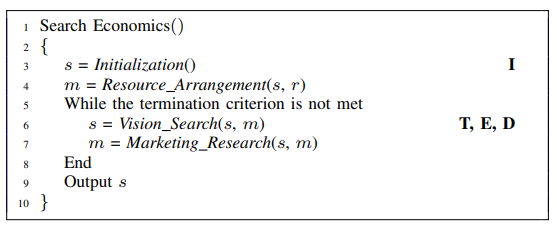 1 Search Economics()
2 {
3 s = Initialization() I
4 m = Resource_Arrangement(s, r)
5 While the termination criterion is not met
6 s = Vision_Search(s, m) T, E, D
7 m = Marketing_Research(s, m)
8 End
9 Output s
10 }